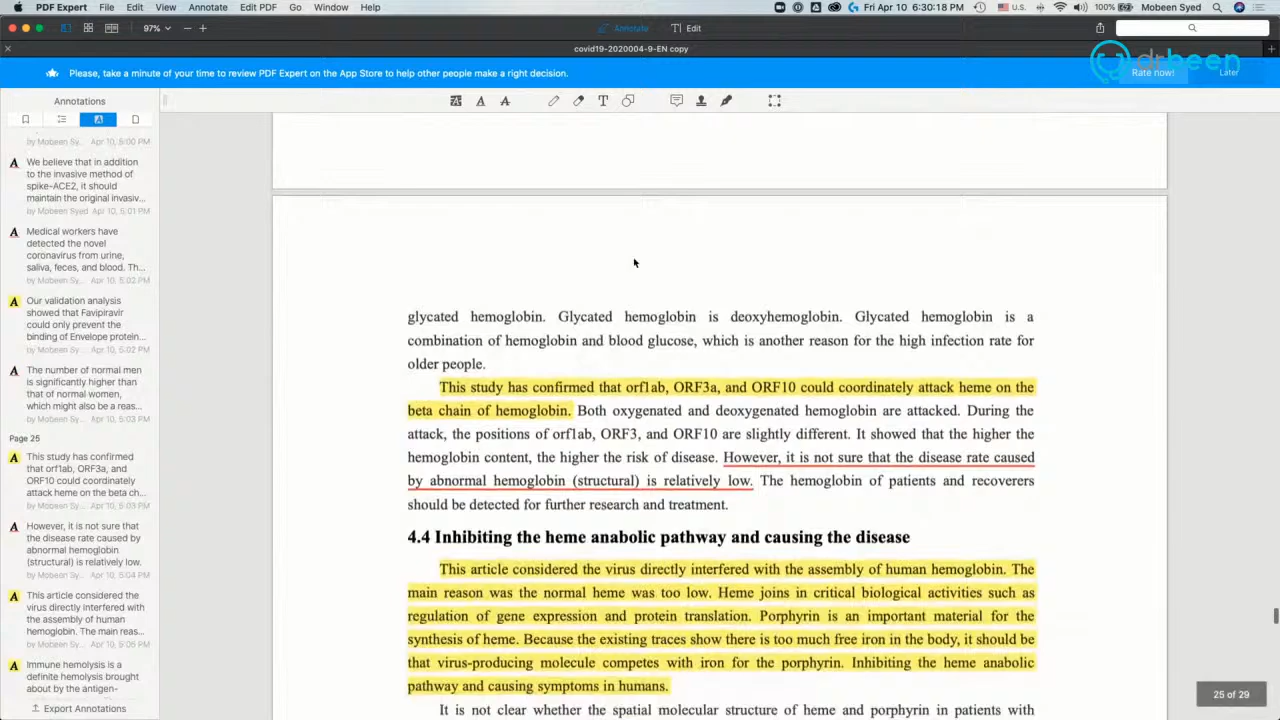 PDF Expert File Edit View Annotate Edit PDF Go Window Help
U.S. 100% Fri Apr 10 6:30:18 PM Mobeen Syed
97% Annotate Edit
covid19-2020004-9-EN copy
Please, take a minute of your time to review PDF Expert on the App Store to help other people make a right decision.
Rate now! Later
drbeen
Annotations
by Mobeen Sy... Apr 10, 5:00 PM
We believe that in addition
to the invasive method of
spike-ACE2, it should
maintain the original invasiv...
by Mobeen Syed Apr 10, 5:01 PM
Medical workers have
detected the novel
coronavirus from urine,
saliva, feces, and blood. Th...
by Mobeen Sy... Apr 10, 5:02 PM
Our validation analysis
showed that Favipiravir
could only prevent the
binding of Envelope protein...
by Mobeen Sy... Apr 10, 5:02 PM
The number of normal men
is significantly higher than
that of normal women,
which might also be a reas...
by Mobeen Sy... Apr 10, 5:03 PM
Page 25
This study has confirmed
that orf1ab, ORF3a, and
ORF10 could coordinately
attack heme on the beta ch...
by Mobeen Sy... Apr 10, 5:03 PM
However, it is not sure that
the disease rate caused by
abnormal hemoglobin
(structural) is relatively low.
by Mobeen Sy... Apr 10, 5:04 PM
This article considered the
virus directly interfered with
the assembly of human
hemoglobin. The main reas...
by Mobeen Sy... Apr 10, 5:05 PM
Immune hemolysis is a
definite hemolysis brought
about by the antigen-
Export Annotations
glycated hemoglobin. Glycated hemoglobin is deoxyhemoglobin. Glycated hemoglobin is a
combination of hemoglobin and blood glucose, which is another reason for the high infection rate for
older people.
This study has confirmed that orf1ab, ORF3a, and ORF10 could coordinately attack heme on the
beta chain of hemoglobin. Both oxygenated and deoxygenated hemoglobin are attacked. During the
attack, the positions of orf1ab, ORF3, and ORF10 are slightly different. It showed that the higher the
hemoglobin content, the higher the risk of disease. However, it is not sure that the disease rate caused
by abnormal hemoglobin (structural) is relatively low. The hemoglobin of patients and recoverers
should be detected for further research and treatment.
4.4 Inhibiting the heme anabolic pathway and causing the disease
This article considered the virus directly interfered with the assembly of human hemoglobin. The
main reason was the normal heme was too low. Heme joins in critical biological activities such as
regulation of gene expression and protein translation. Porphyrin is an important material for the
synthesis of heme. Because the existing traces show there is too much free iron in the body, it should be
that virus-producing molecule competes with iron for the porphyrin. Inhibiting the heme anabolic
pathway and causing symptoms in humans.
It is not clear whether the spatial molecular structure of heme and porphyrin in patients with
25 of 29